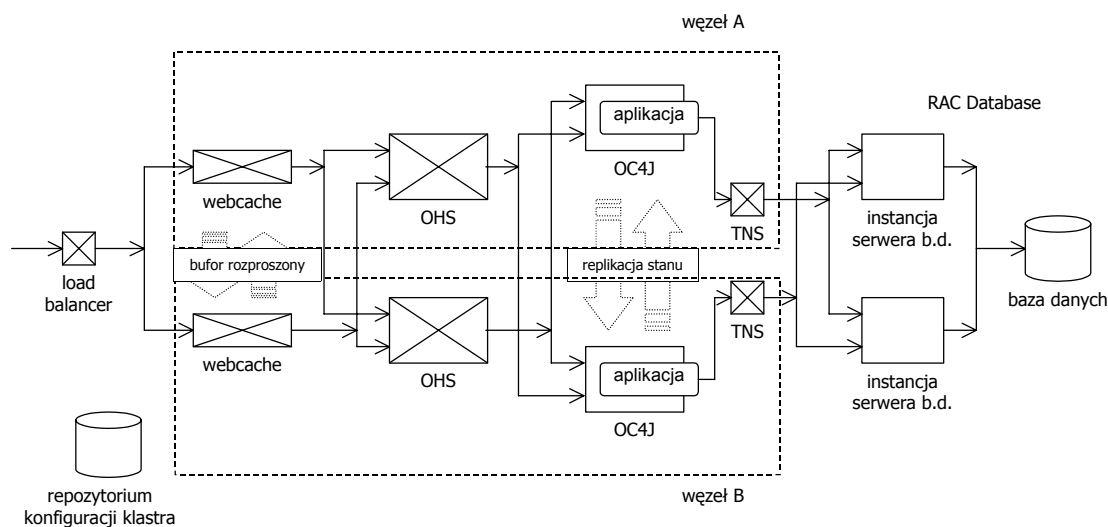 węzeł A
RAC Database
aplikacja
OC4J
webcache
OHS
TNS
instancja
serwera b.d.
load
balancer
bufor rozproszony
replikacja stanu
baza danych
webcache
OHS
TNS
aplikacja
OC4J
instancja
serwera b.d.
repozytorium
konfiguracji klastra
węzeł B